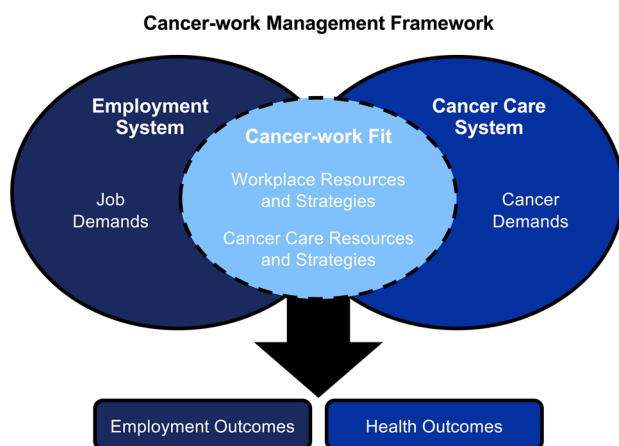 Cancer-work Management Framework
Employment
System
Job
Demands
Cancer-work Fit
Workplace Resources
and Strategies
Cancer Care Resources
and Strategies
Cancer Care
System
Cancer
Demands
Employment Outcomes
Health Outcomes